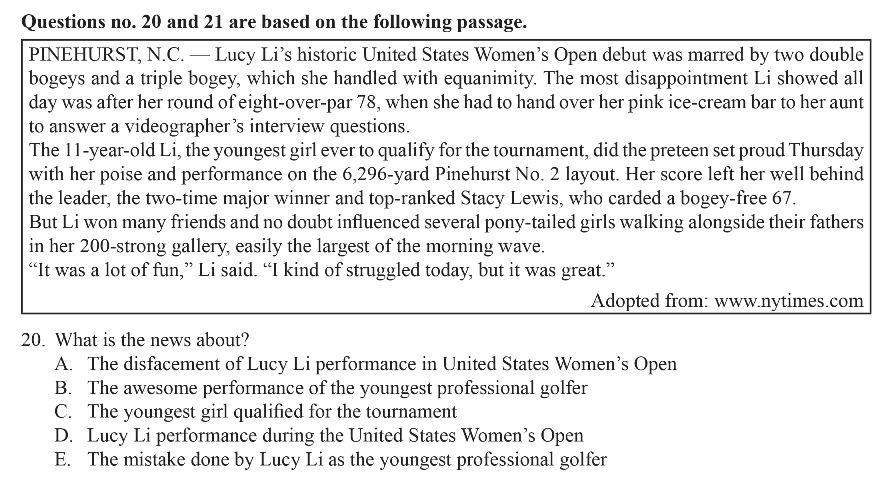 Questions no. 20 and 21 are based on the following passage.
PINEHURST, N.C. — Lucy Li’s historic United States Women’s Open debut was marred by two double
bogeys and a triple bogey, which she handled with equanimity. The most disappointment Li showed all
day was after her round of eight-over-par 78, when she had to hand over her pink ice-cream bar to her aunt
to answer a videographer’s interview questions.
The 11-year-old Li, the youngest girl ever to qualify for the tournament, did the preteen set proud Thursday
with her poise and performance on the 6,296-yard Pinehurst No. 2 layout. Her score left her well behind
the leader, the two-time major winner and top-ranked Stacy Lewis, who carded a bogey-free 67.
But Li won many friends and no doubt influenced several pony-tailed girls walking alongside their fathers
in her 200-strong gallery, easily the largest of the morning wave.
“It was a lot of fun,” Li said. “I kind of struggled today, but it was great.”
Adopted from: www.nytimes.com
20. What is the news about?
A. The disfacement of Lucy Li performance in United States Women’s Open
B. The awesome performance of the youngest professional golfer
C. The youngest girl qualified for the tournament
D. Lucy Li performance during the United States Women’s Open
E. The mistake done by Lucy Li as the youngest professional golfer